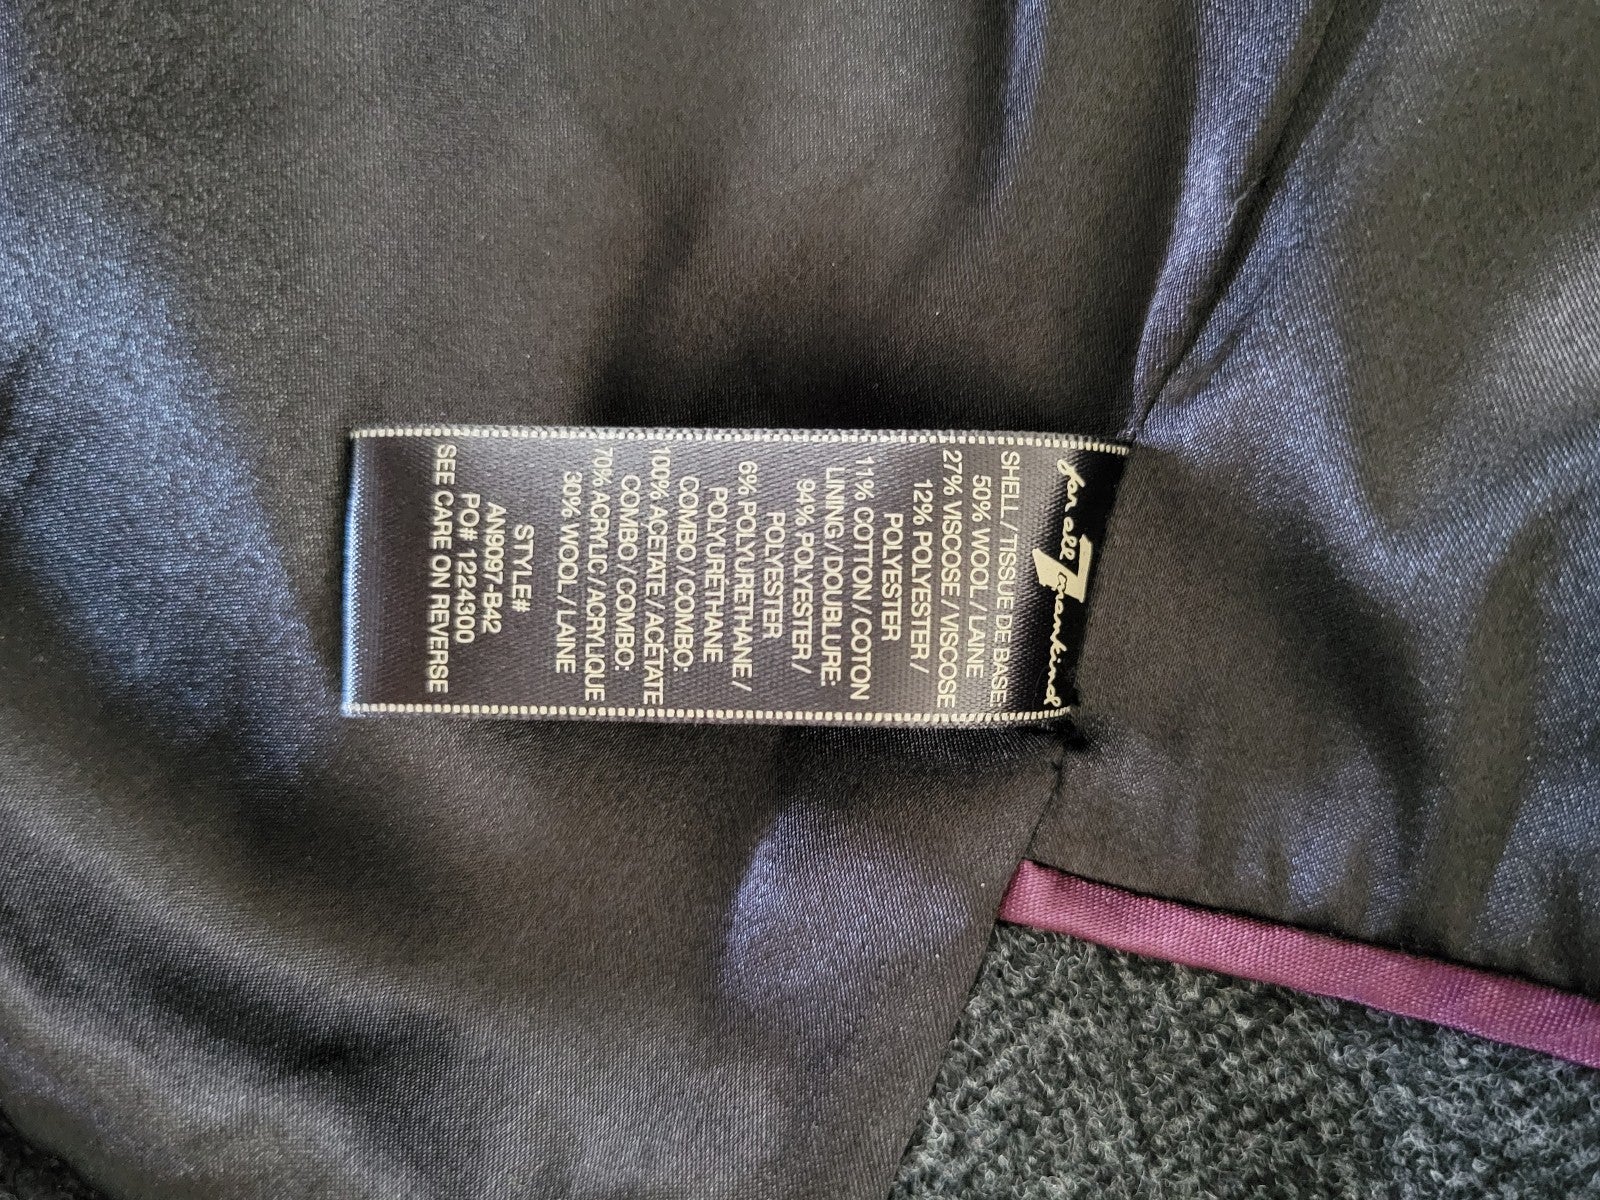 for all 7 mankind
SHELL / TISSUE DE BASE
50% WOOL / LAINE
27% VISCOSE / VISCOSE
12% POLYESTER /
POLYESTER
11% COTTON / COTON
LINING / DOUBLURE:
94% POLYESTER /
POLYESTER
6% POLYURETHANE /
POLYURÉTHANE
COMBO / COMBO:
100% ACETATE / ACÉTATE
COMBO / COMBO:
70% ACRYLIC / ACRYLIQUE
30% WOOL / LAINE
STYLE#
AN9097-B42
PO# 1224300
SEE CARE ON REVERSE